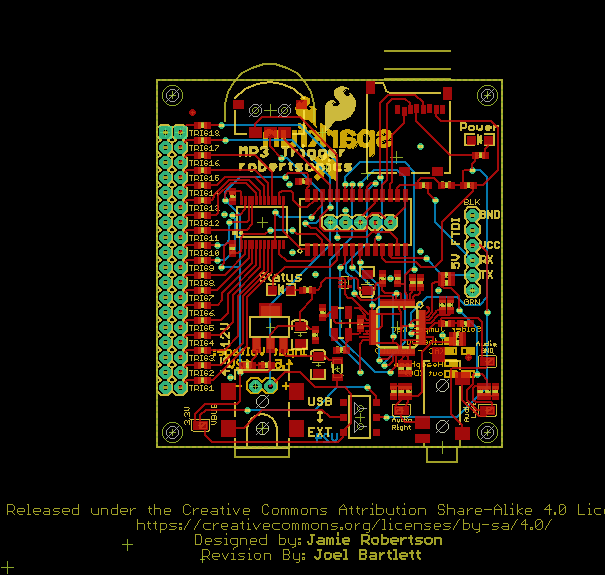 sparkfun
Power
MP3 Trigger
robertsonics
TRIG18
TRIG17
TRIG16
TRIG15
TRIG14
TRIG13
TRIG12
TRIG11
TRIG10
TRIG9
TRIG8
TRIG7
TRIG6
TRIG5
TRIG4
TRIG3
TRIG2
TRIG1
BLK
GND
VCC
RX
TX
GRN
5V FTDI
Status
Audio
GND
Audio
Right
Audio
Left
3.3V
VBUS
USB
EXT
Released under the Creative Commons Attribution Share-Alike 4.0 Lice
https://creativecommons.org/licenses/by-sa/4.0/
Designed by: Jamie Robertson
Revision By: Joel Bartlett